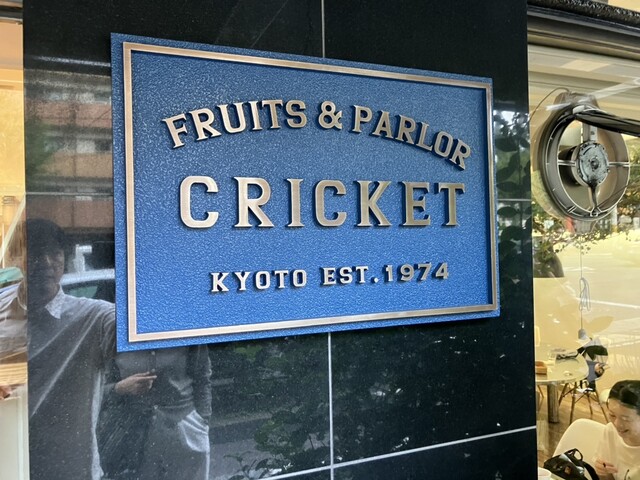 FRUITS & PARLOR
CRICKET
KYOTO EST.1974